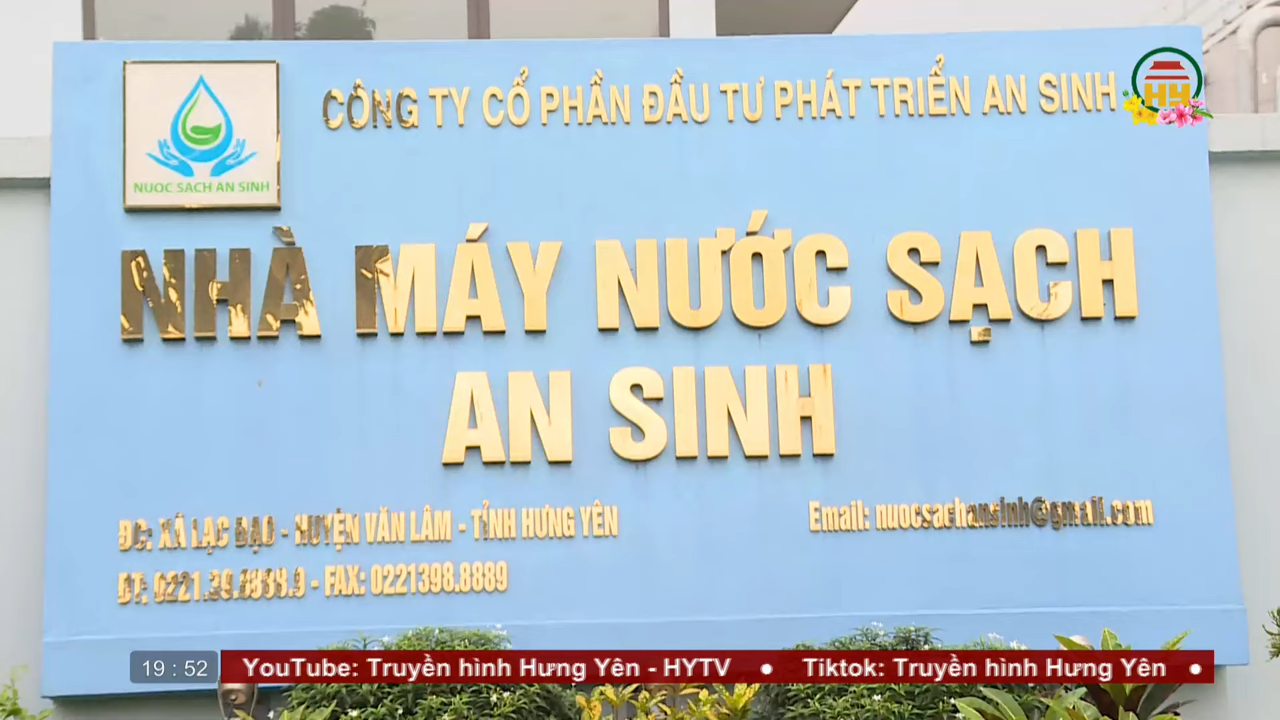 CÔNG TY CỔ PHẦN ĐẦU TƯ PHÁT TRIỂN AN SINH
HY
NUOC SACH AN SINH
NHÀ MÁY NƯỚC SẠCH
AN SINH
ĐC: XÃ LẠC ĐẠO - HUYỆN VĂN LÂM - TỈNH HƯNG YÊN
Email: nuocsachansinh@gmail.com
ĐT: - FAX: 0221398.8889
19 : 52
YouTube: Truyền hình Hưng Yên - HYTV • Tiktok: Truyền hình Hưng Yên •